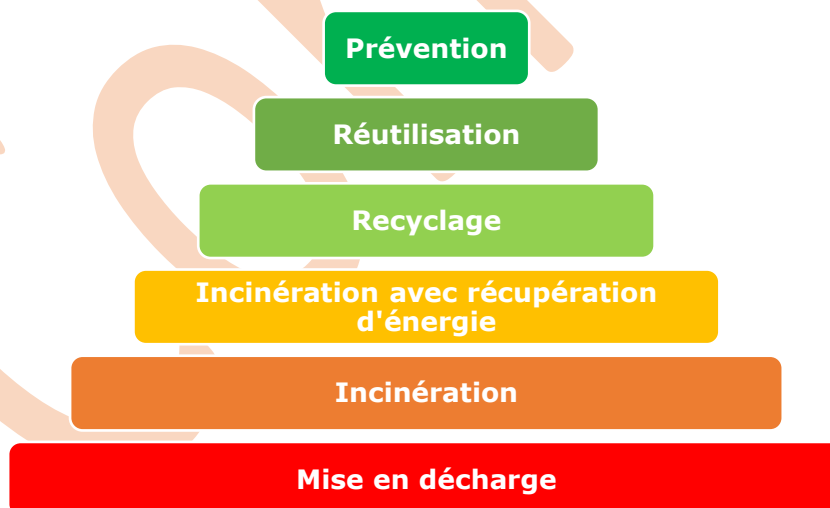 Prévention
Réutilisation
Recyclage
Incinération avec récupération
d'énergie
Incinération
Mise en décharge